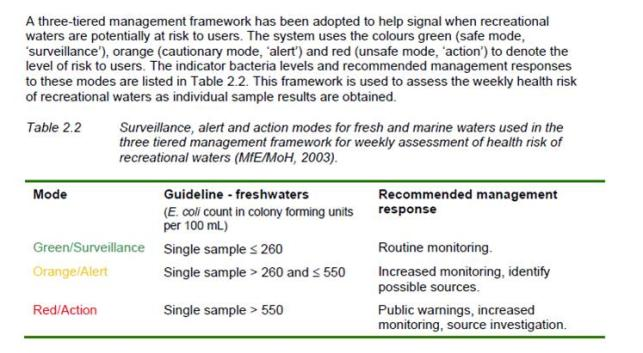 A three-tiered management framework has been adopted to help signal when recreational
waters are potentially at risk to users. The system uses the colours green (safe mode,
‘surveillance’), orange (cautionary mode, ‘alert’) and red (unsafe mode, ‘action’) to denote the
level of risk to users. The indicator bacteria levels and recommended management responses
to these modes are listed in Table 2.2. This framework is used to assess the weekly health risk
of recreational waters as individual sample results are obtained.
Table 2.2 Surveillance, alert and action modes for fresh and marine waters used in the
three tiered management framework for weekly assessment of health risk of
recreational waters (MfE/MoH, 2003).
Mode Guideline - freshwaters Recommended management
(E. coli count in colony forming units response
per 100 mL)
Green/Surveillance Single sample ≤ 260 Routine monitoring.
Orange/Alert Single sample > 260 and ≤ 550 Increased monitoring, identify
possible sources.
Red/Action Single sample > 550 Public warnings, increased
monitoring, source investigation.